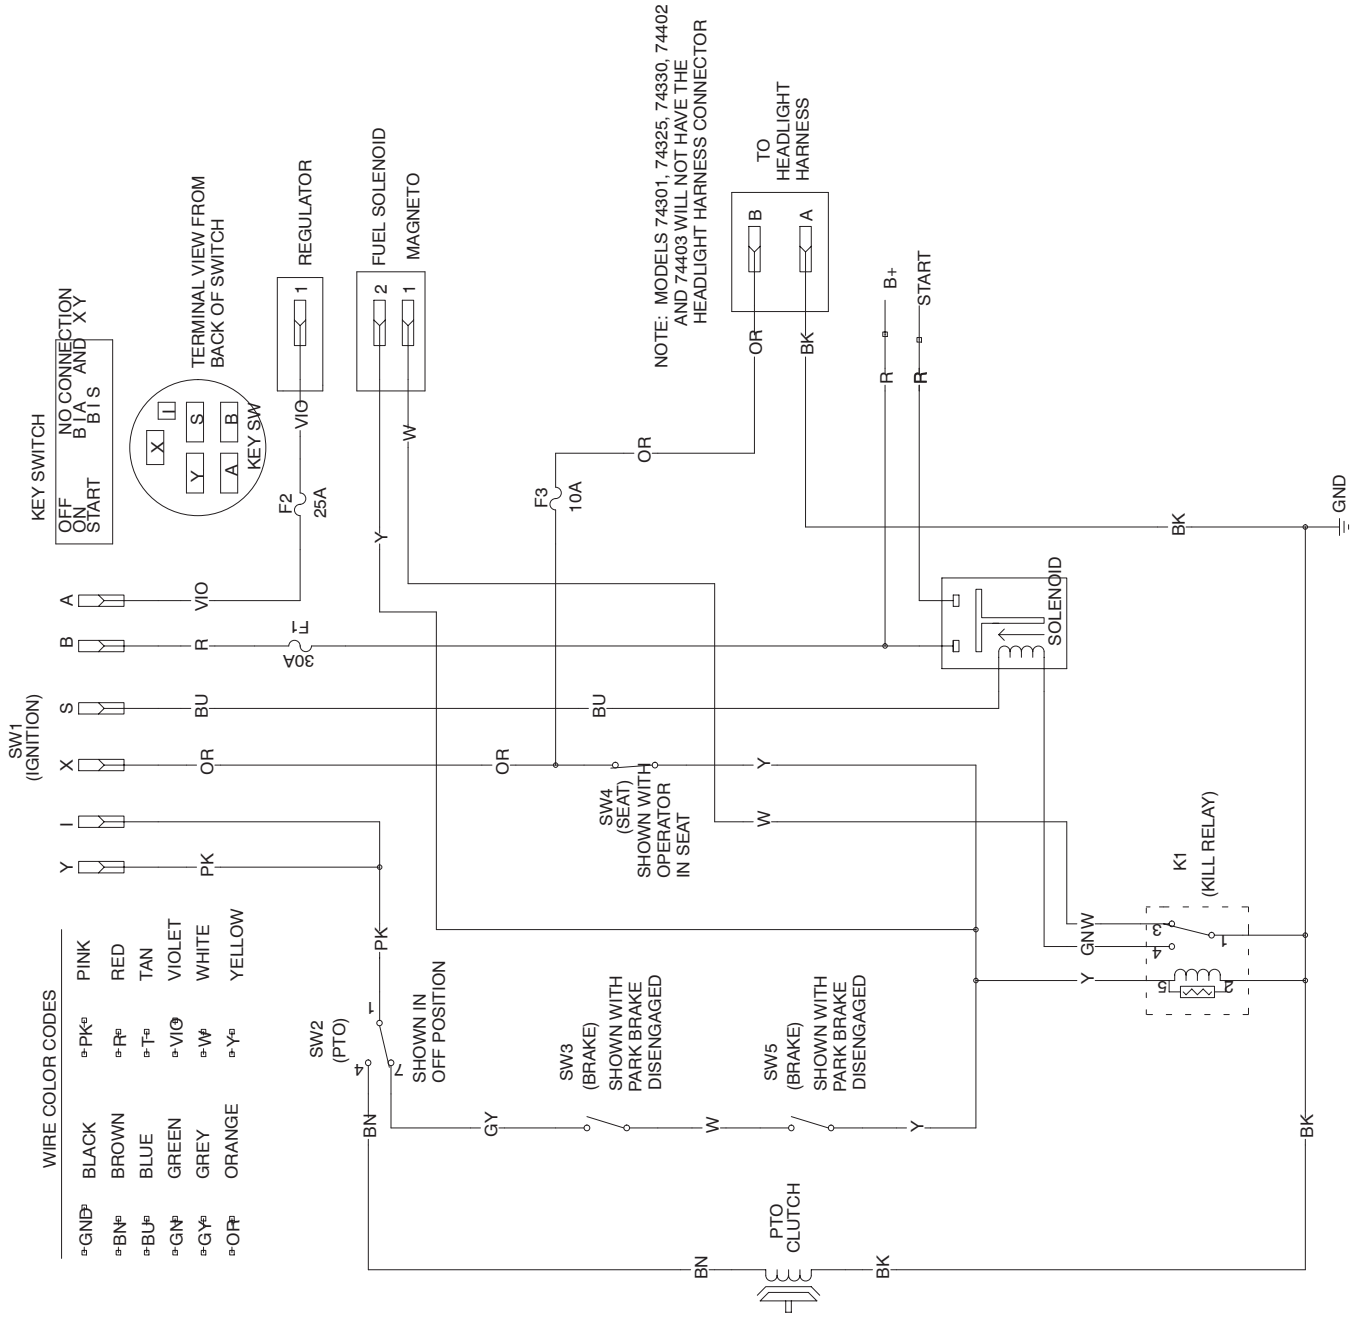 KEY SWITCH
OFF NO CONNECTION
ON B I A AND X Y
START B I S
TERMINAL VIEW FROM
BACK OF SWITCH
X
I
Y
S
A
B
KEY SW
REGULATOR
1
VIO
F2
25A
FUEL SOLENOID
2
MAGNETO
1
Y
W
NOTE: MODELS 74301, 74325, 74330, 74402
AND 74403 WILL NOT HAVE THE
HEADLIGHT HARNESS CONNECTOR
TO
HEADLIGHT
HARNESS
B
A
OR
BK
OR
F3
10A
B+
R
START
R
BK
GND
SW1
(IGNITION)
A
B
S
X
I
Y
VIO
R
F1
30A
BU
BU
OR
OR
PK
SOLENOID
SW4
(SEAT)
SHOWN WITH
OPERATOR
IN SEAT
Y
W
K1
(KILL RELAY)
W
GN
Y
3
4
1
5
2
WIRE COLOR CODES
GND BLACK PK PINK
BN BROWN R RED
BU BLUE T TAN
GN GREEN VIO VIOLET
GY GREY W WHITE
OR ORANGE Y YELLOW
PK
SW2
(PTO)
1
4
7
SHOWN IN
OFF POSITION
BN
GY
SW3
(BRAKE)
SHOWN WITH
PARK BRAKE
DISENGAGED
W
SW5
(BRAKE)
SHOWN WITH
PARK BRAKE
DISENGAGED
Y
BN
PTO
CLUTCH
BK
BK